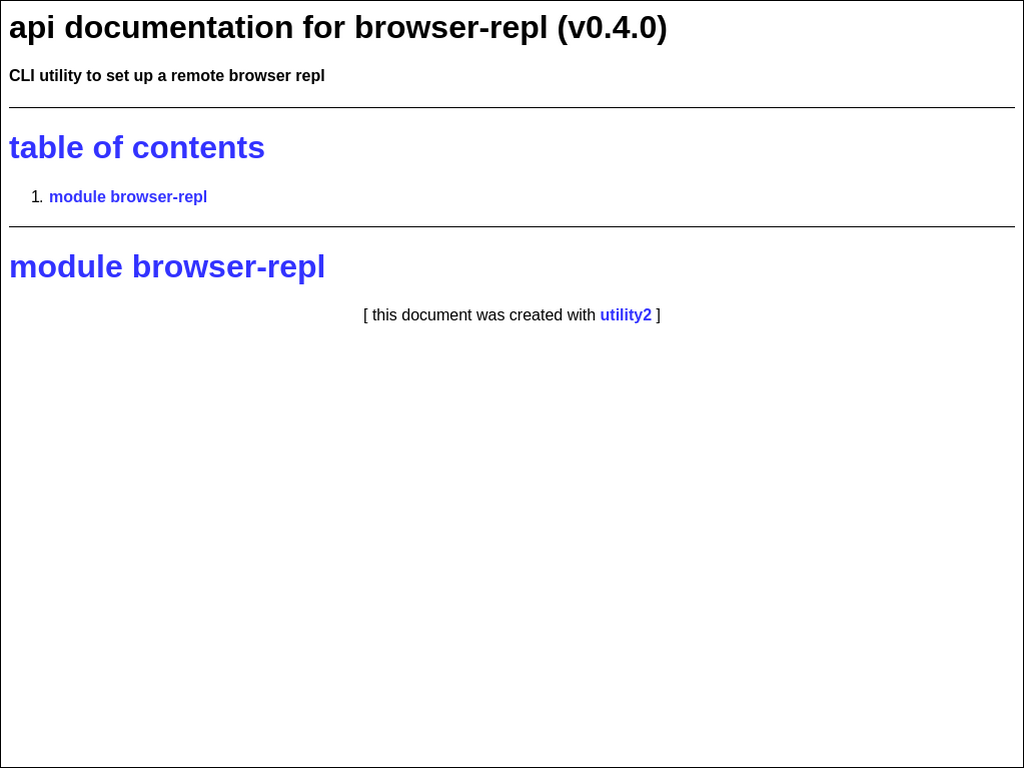 api documentation for browser-repl (v0.4.0)
CLI utility to set up a remote browser repl
table of contents
1. module browser-repl
module browser-repl
[ this document was created with utility2 ]